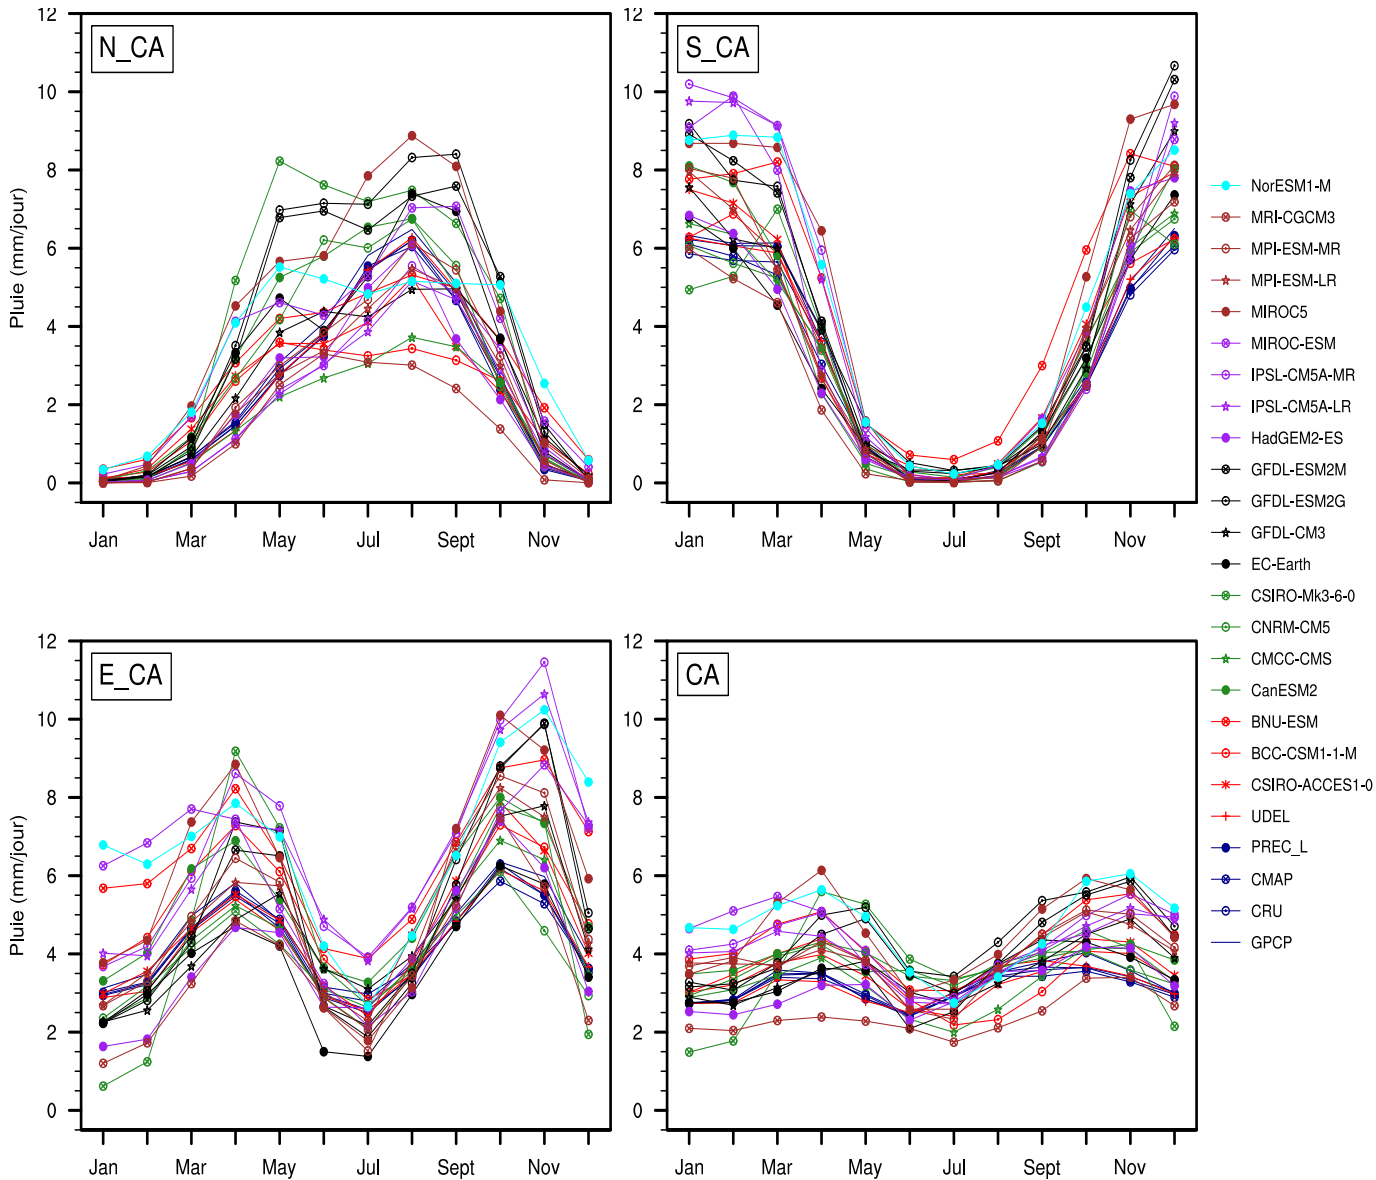 N_CA
S_CA
Pluie (mm/jour)
12
10
8
6
4
2
0
Jan
Mar
May
Jul
Sept
Nov
12
10
8
6
4
2
0
Jan
Mar
May
Jul
Sept
Nov
E_CA
CA
Pluie (mm/jour)
12
10
8
6
4
2
0
Jan
Mar
May
Jul
Sept
Nov
12
10
8
6
4
2
0
Jan
Mar
May
Jul
Sept
Nov
NorESM1-M
MRI-CGCM3
MPI-ESM-MR
MPI-ESM-LR
MIROC5
MIROC-ESM
IPSL-CM5A-MR
IPSL-CM5A-LR
HadGEM2-ES
GFDL-ESM2M
GFDL-ESM2G
GFDL-CM3
EC-Earth
CSIRO-Mk3-6-0
CNRM-CM5
CMCC-CMS
CanESM2
BNU-ESM
BCC-CSM1-1-M
CSIRO-ACCES1-0
UDEL
PREC_L
CMAP
CRU
GPCP